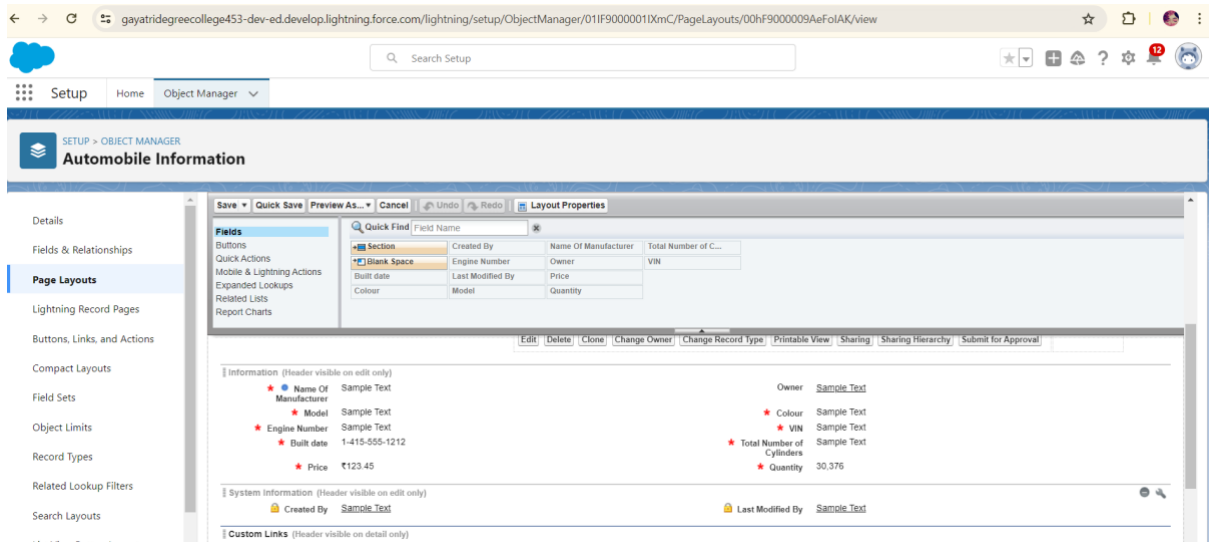 gayatridegreecollege453-dev-ed.develop.lightning.force.com/lightning/setup/ObjectManager/01IF9000001IXmC/PageLayouts/00hF9000009AeFoIAK/view
Search Setup
12
Setup Home Object Manager
SETUP > OBJECT MANAGER
Automobile Information
Details
Fields & Relationships
Page Layouts
Lightning Record Pages
Buttons, Links, and Actions
Compact Layouts
Field Sets
Object Limits
Record Types
Related Lookup Filters
Search Layouts
Save Quick Save Preview As... Cancel Undo Redo Layout Properties
Fields
Buttons
Quick Actions
Mobile & Lightning Actions
Expanded Lookups
Related Lists
Report Charts
Quick Find Field Name
Section Created By Name Of Manufacturer Total Number of C...
Blank Space Engine Number Owner VIN
Built date Last Modified By Price
Colour Model Quantity
Edit Delete Clone Change Owner Change Record Type Printable View Sharing Sharing Hierarchy Submit for Approval
Information (Header visible on edit only)
Name Of Manufacturer Sample Text Owner Sample Text
Model Sample Text Colour Sample Text
Engine Number Sample Text VIN Sample Text
Built date 1-415-555-1212 Total Number of Cylinders Sample Text
Price ₹123.45 Quantity 30,376
System Information (Header visible on edit only)
Created By Sample Text Last Modified By Sample Text
Custom Links (Header visible on detail only)